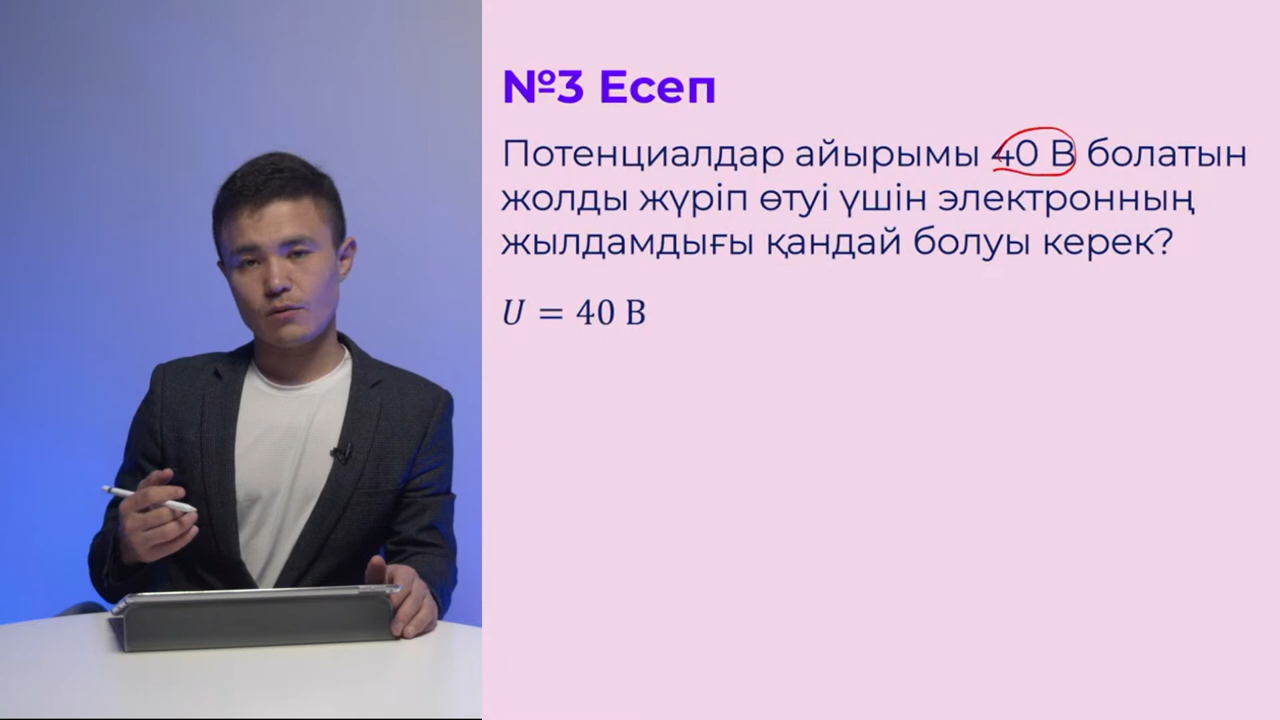 №3 Есеп
Потенциалдар айырымы 40 В болатын
жолды жүріп өтуі үшін электронның
жылдамдығы қандай болуы керек?
U = 40 В